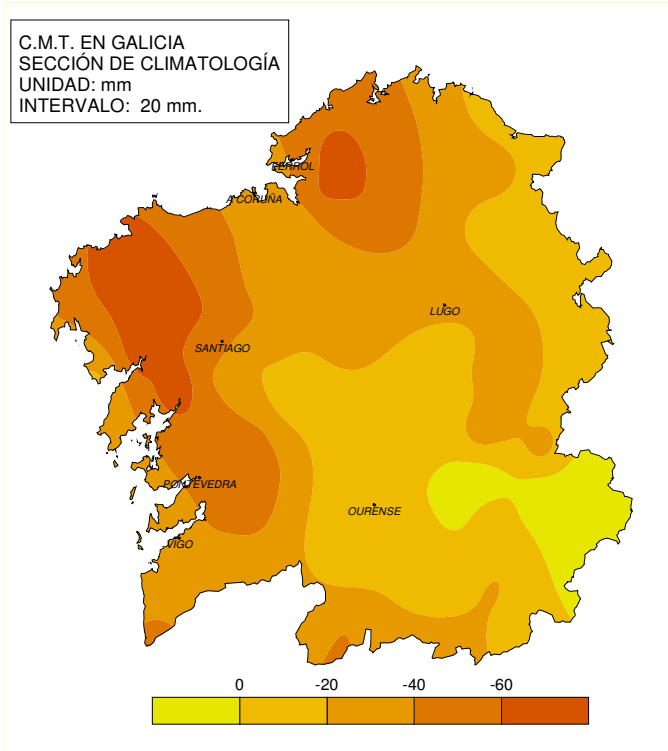 C.M.T. EN GALICIA
SECCIÓN DE CLIMATOLOGÍA
UNIDAD: mm
INTERVALO: 20 mm.
FERROL
A CORUÑA
LUGO
SANTIAGO
PONTEVEDRA
OURENSE
VIGO
0 -20 -40 -60